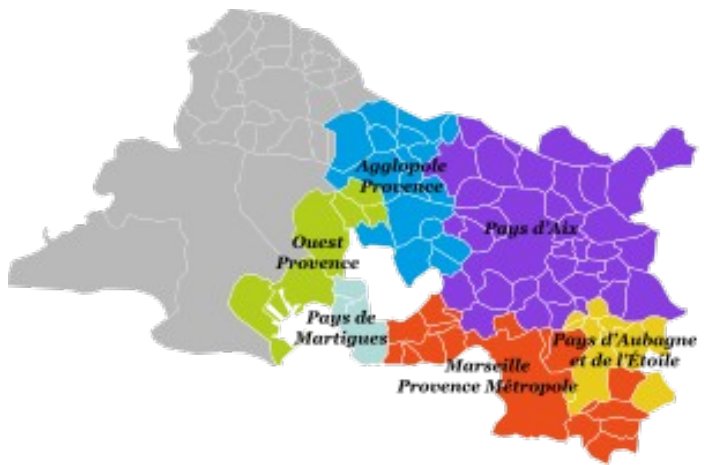 Agglopole
Provence
Pays d'Aix
Ouest
Provence
Pays de
Martigues
Pays d'Aubagne
et de l'Étoile
Marseille
Provence Métropole